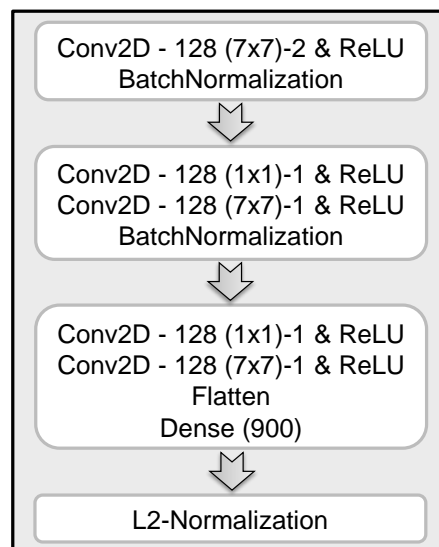 Conv2D - 128 (7x7)-2 & ReLU
BatchNormalization
Conv2D - 128 (1x1)-1 & ReLU
Conv2D - 128 (7x7)-1 & ReLU
BatchNormalization
Conv2D - 128 (1x1)-1 & ReLU
Conv2D - 128 (7x7)-1 & ReLU
Flatten
Dense (900)
L2-Normalization